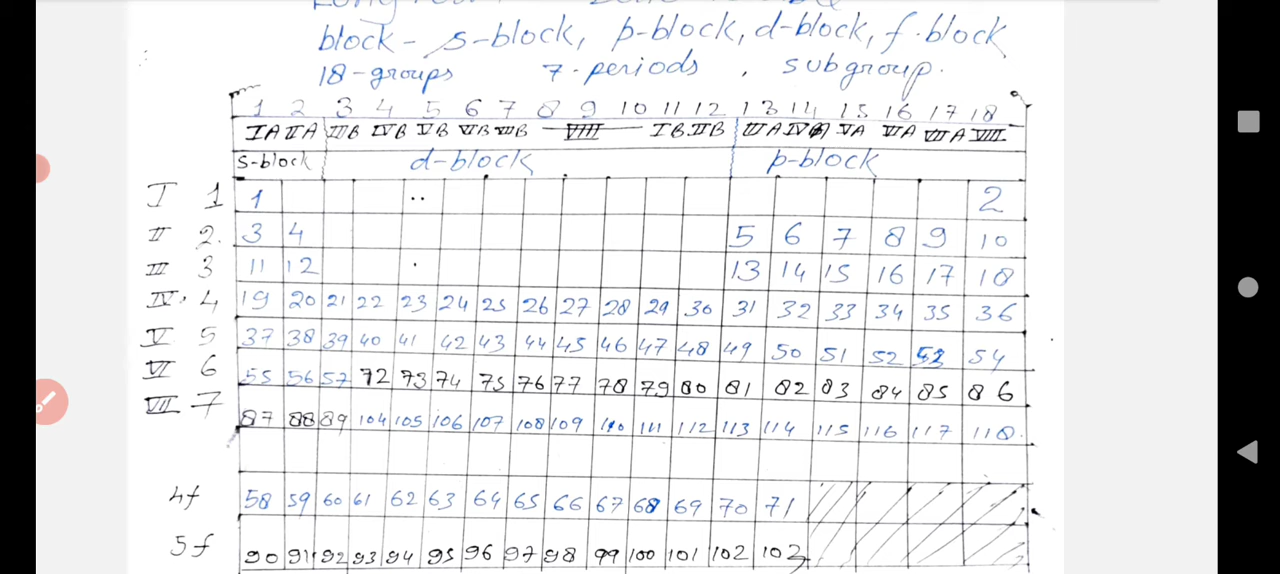 block - s-block, p-block, d-block, f-block
18-groups 7-periods, subgroup.
1 2 3 4 5 6 7 8 9 10 11 12 13 14 15 16 17 18
IA IIA IIIB IVB VB VIB VIIB VIIII IB IIB IIIA IVA VA VIA VIIA VIII
s-block d-block p-block
I 1 1 2
II 2. 3 4 5 6 7 8 9 10
III 3 11 12 13 14 15 16 17 18
IV. 4 19 20 21 22 23 24 25 26 27 28 29 30 31 32 33 34 35 36
V 5 37 38 39 40 41 42 43 44 45 46 47 48 49 50 51 52 53 54
VI 6 55 56 57 72 73 74 75 76 77 78 79 80 81 82 83 84 85 86
VII 7 87 88 89 104 105 106 107 108 109 110 111 112 113 114 115 116 117 118.
4f 58 59 60 61 62 63 64 65 66 67 68 69 70 71
5f 90 91 92 93 94 95 96 97 98 99 100 101 102 103